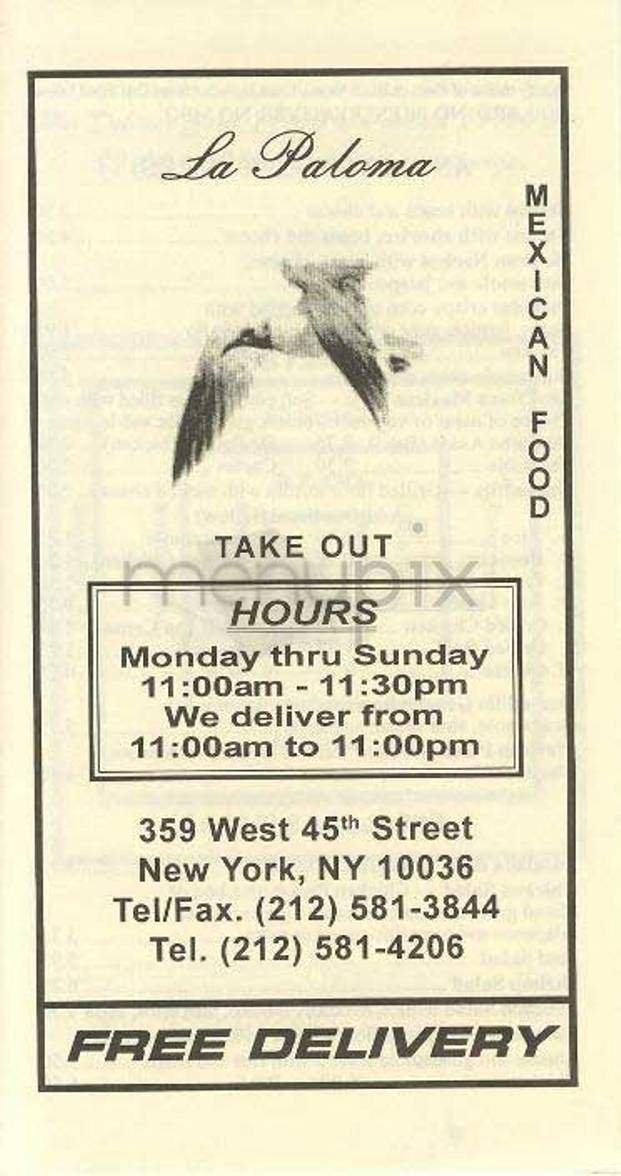 La Paloma
MEXICAN FOOD
TAKE OUT
menupix
HOURS
Monday thru Sunday
11:00am - 11:30pm
We deliver from
11:00am to 11:00pm
359 West 45th Street
New York, NY 10036
Tel/Fax. (212) 581-3844
Tel. (212) 581-4206
FREE DELIVERY